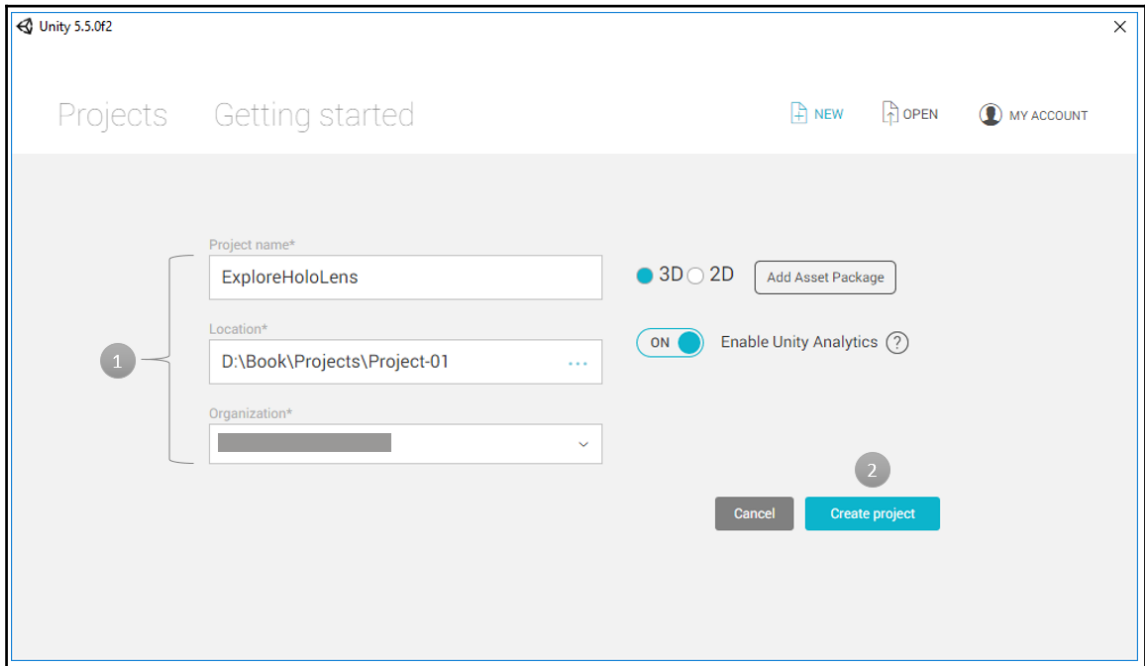 Unity 5.5.0f2
Projects Getting started NEW OPEN MY ACCOUNT
Project name*
ExploreHoloLens 3D 2D Add Asset Package
Location*
1 D:\Book\Projects\Project-01 ... ON Enable Unity Analytics ?
Organization*
2
Cancel Create project